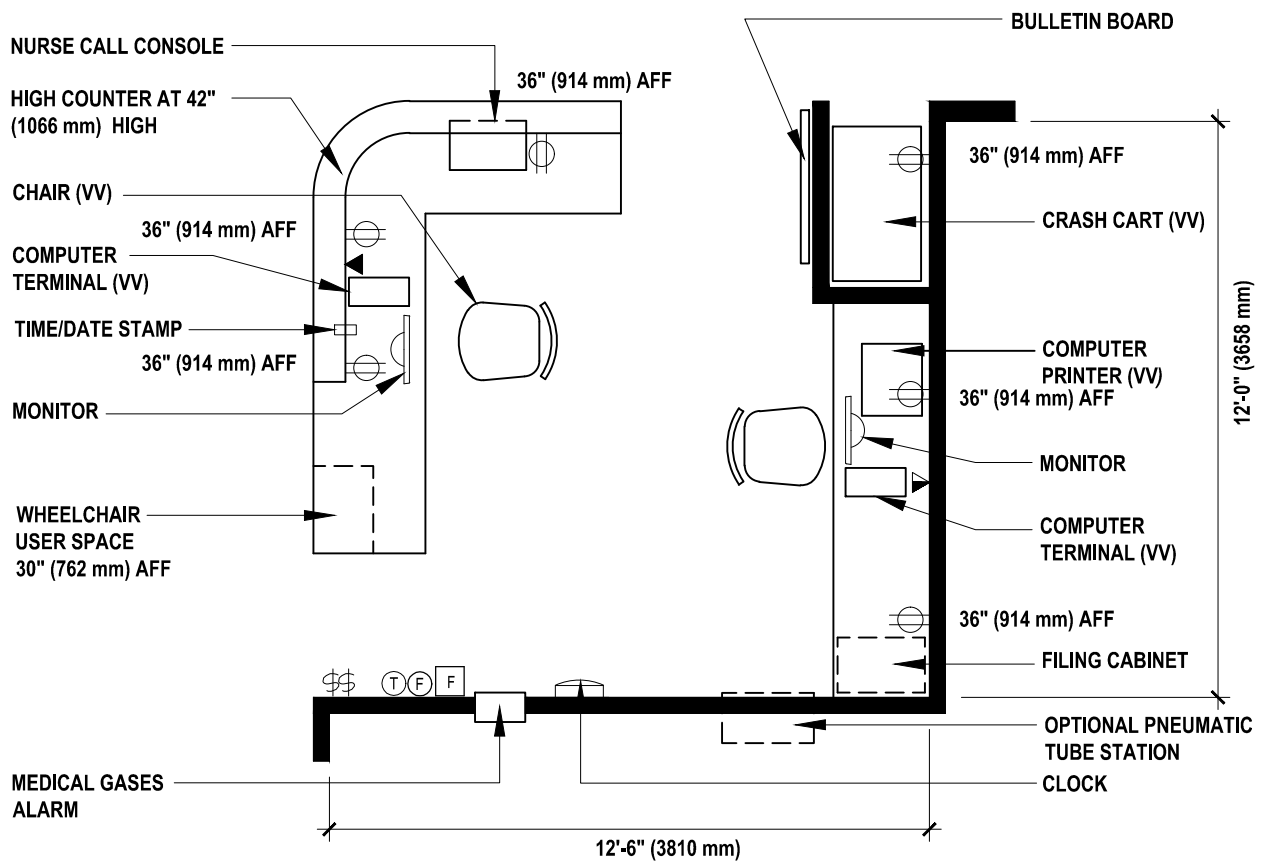 BULLETIN BOARD
NURSE CALL CONSOLE
36" (914 mm) AFF
HIGH COUNTER AT 42"
(1066 mm) HIGH
36" (914 mm) AFF
CHAIR (VV)
CRASH CART (VV)
36" (914 mm) AFF
COMPUTER
TERMINAL (VV)
TIME/DATE STAMP
36" (914 mm) AFF
COMPUTER
PRINTER (VV)
36" (914 mm) AFF
12'-0" (3658 mm)
MONITOR
MONITOR
WHEELCHAIR
USER SPACE
30" (762 mm) AFF
COMPUTER
TERMINAL (VV)
36" (914 mm) AFF
FILING CABINET
$$
T
F
F
OPTIONAL PNEUMATIC
TUBE STATION
MEDICAL GASES
ALARM
CLOCK
12'-6" (3810 mm)